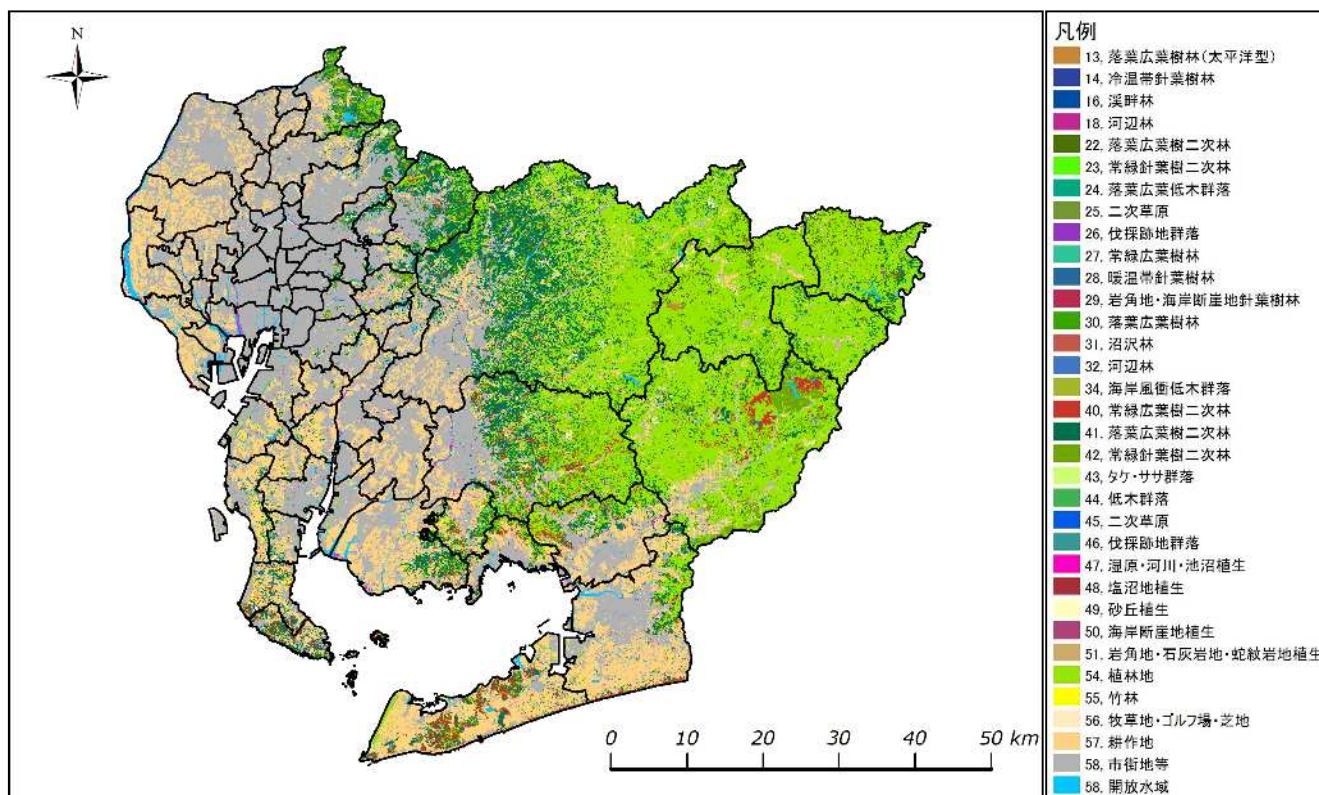 N
0 10 20 30 40 50 km
凡例
13, 落葉広葉樹林(太平洋型)
14, 冷温帯針葉樹林
16, 渓畔林
18, 河辺林
22, 落葉広葉樹二次林
23, 常緑針葉樹二次林
24, 落葉広葉低木群落
25, 二次草原
26, 伐採跡地群落
27, 常緑広葉樹林
28, 暖温帯針葉樹林
29, 岩角地・海岸断崖地針葉樹林
30, 落葉広葉樹林
31, 沼沢林
32, 河辺林
34, 海岸風衝低木群落
40, 常緑広葉樹二次林
41, 落葉広葉樹二次林
42, 常緑針葉樹二次林
43, タケ・ササ群落
44, 低木群落
45, 二次草原
46, 伐採跡地群落
47, 湿原・河川・池沼植生
48, 塩沼地植生
49, 砂丘植生
50, 海岸断崖地植生
51, 岩角地・石灰岩地・蛇紋岩地植生
54, 植林地
55, 竹林
56, 牧草地・ゴルフ場・芝地
57, 耕作地
58, 市街地等
58, 開放水域